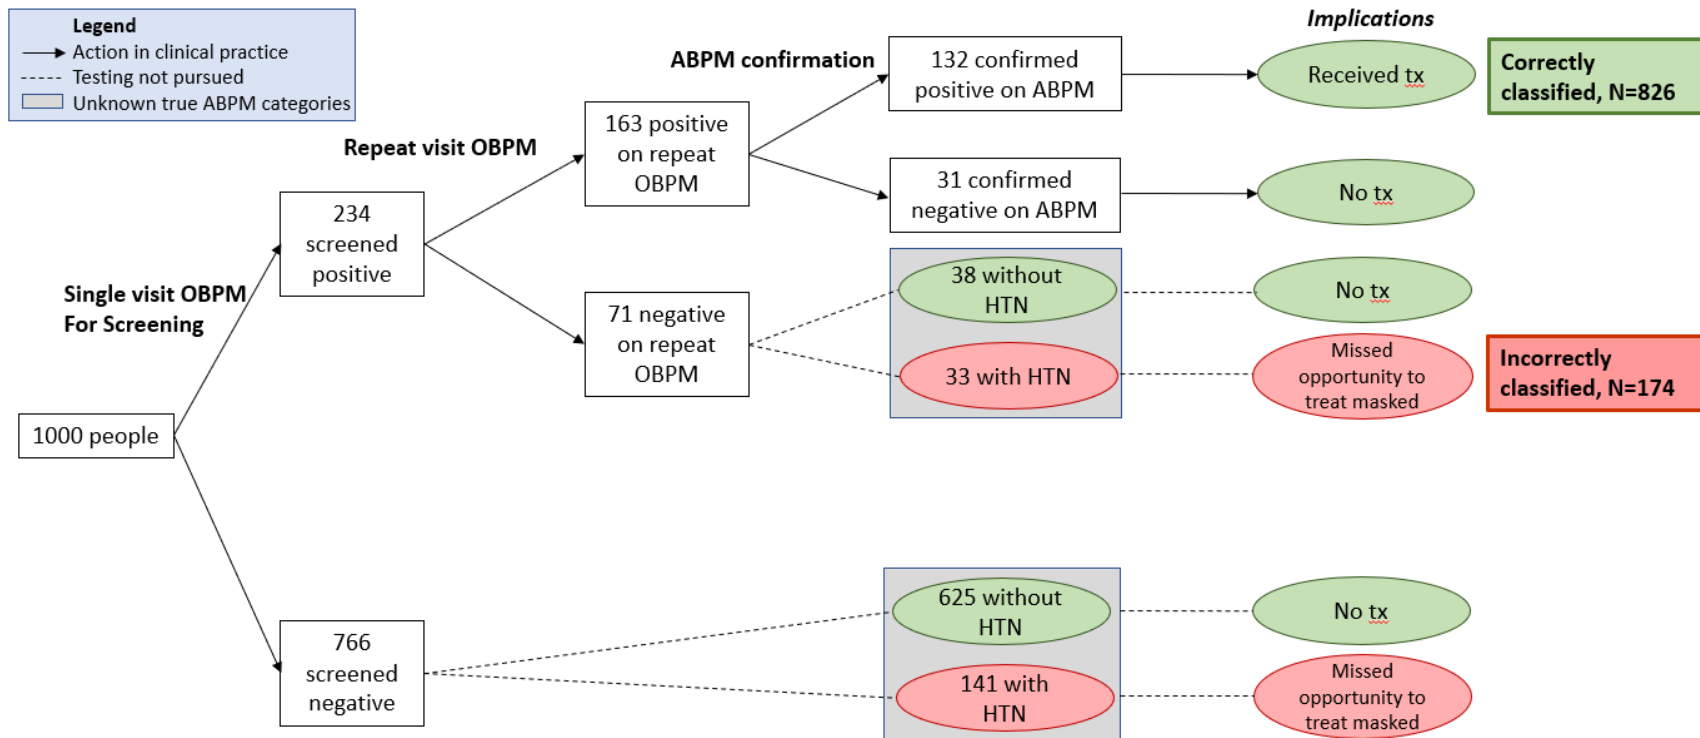 Legend
Action in clinical practice
Testing not pursued
Unknown true ABPM categories
Implications
ABPM confirmation
132 confirmed
positive on ABPM
Received tx
Correctly
classified, N=826
Repeat visit OBPM
163 positive
on repeat
OBPM
31 confirmed
negative on ABPM
No tx
234
screened
positive
Single visit OBPM
For Screening
71 negative
on repeat
OBPM
38 without
HTN
No tx
33 with HTN
Missed
opportunity to
treat masked
Incorrectly
classified, N=174
1000 people
766
screened
negative
625 without
HTN
No tx
141 with
HTN
Missed
opportunity to
treat masked